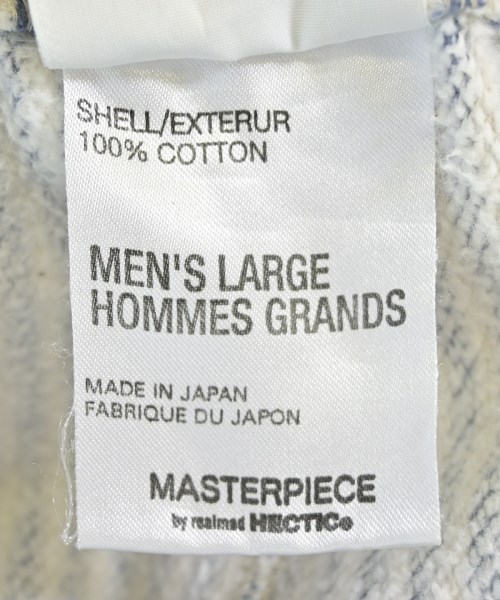 SHELL/EXTERUR
100% COTTON
MEN'S LARGE
HOMMES GRANDS
MADE IN JAPAN
FABRIQUE DU JAPON
MASTERPIECE
by realmad HECTIC®